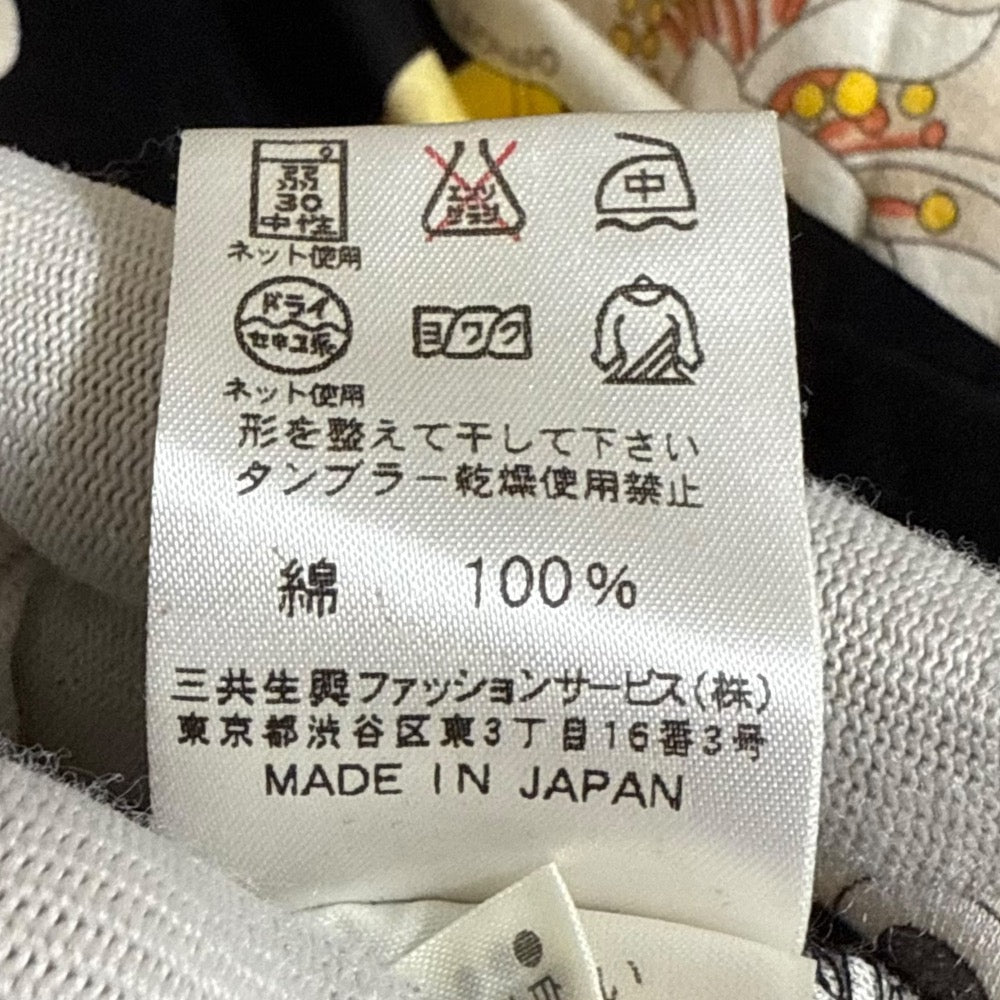 弱
30
中性
ネット使用
エンソ
サラシ
中
ドライ
セキユ系
ネット使用
ヨワク
形を整えて干して下さい
タンブラー乾燥使用禁止
綿 100%
三共生興ファッションサービス(株)
東京都渋谷区東3丁目16番3号
MADE IN JAPAN